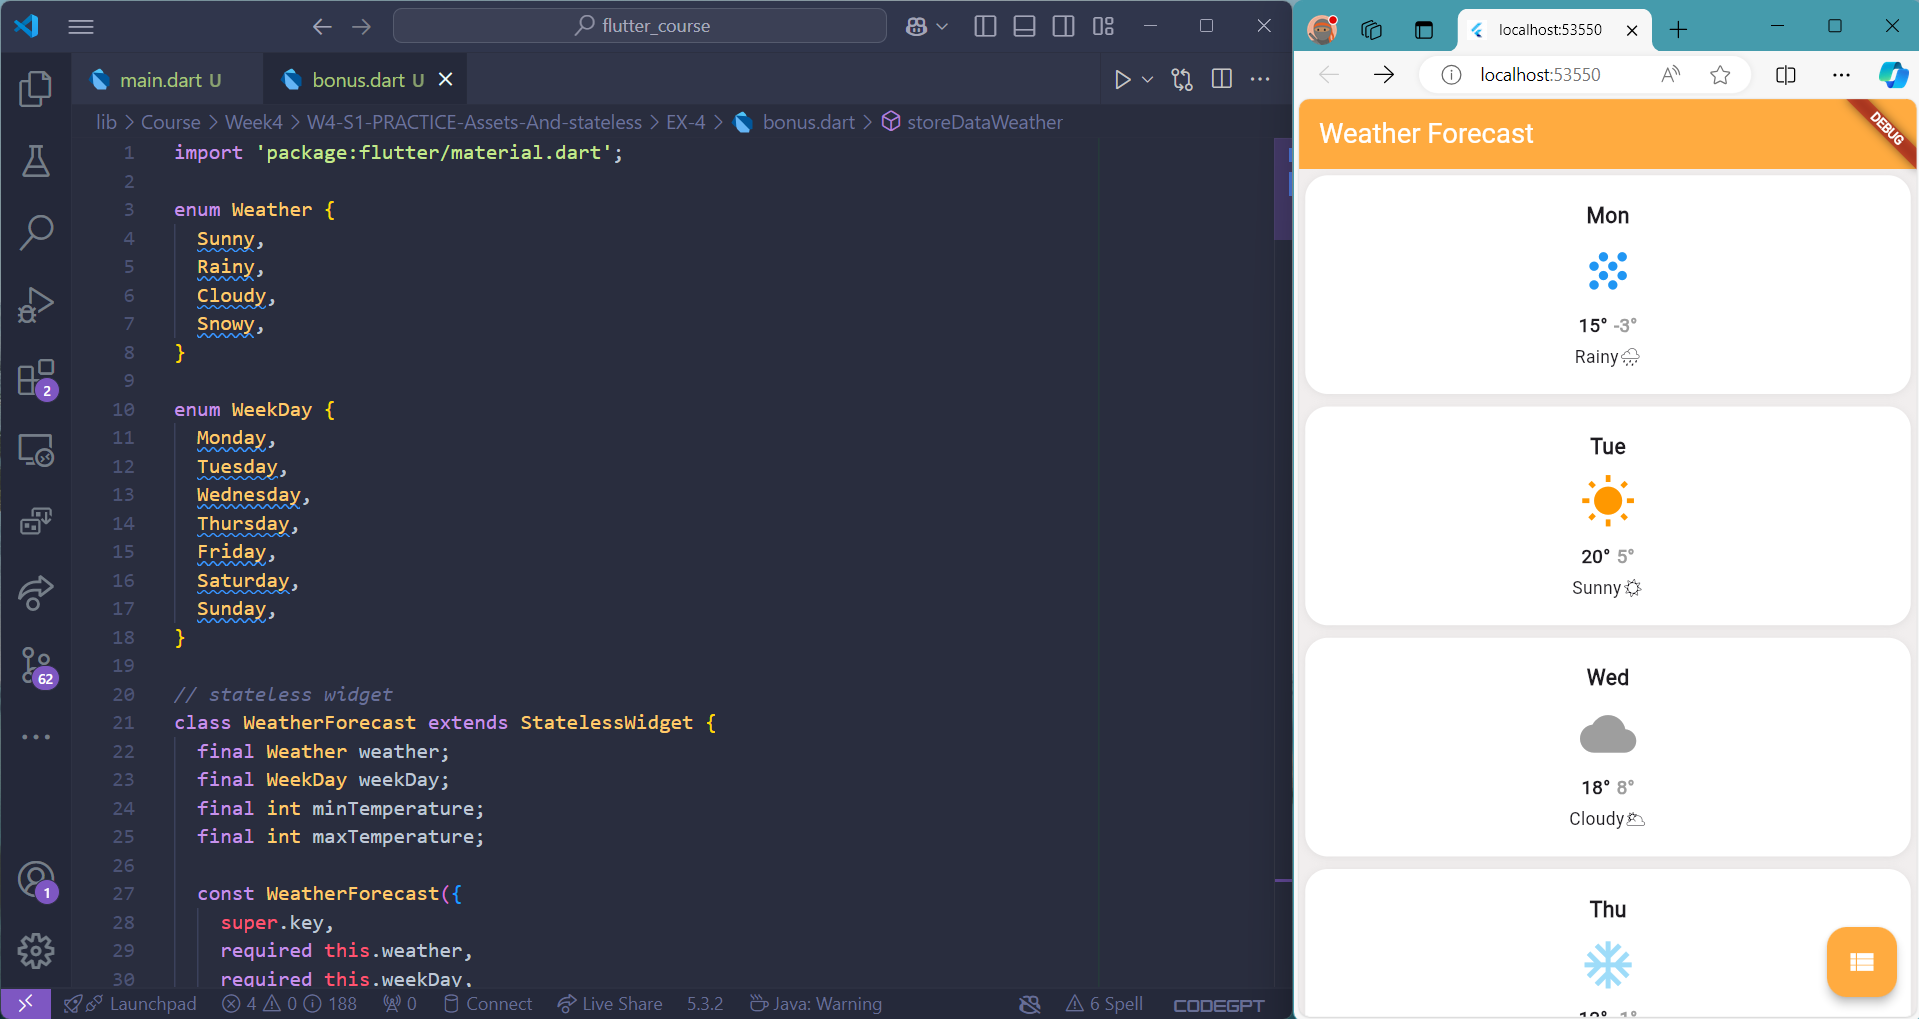 flutter_course
main.dart U
bonus.dart U
lib > Course > Week4 > W4-S1-PRACTICE-Assets-And-stateless > EX-4 > bonus.dart > storeDataWeather
1 import 'package:flutter/material.dart';
2
3 enum Weather {
4 Sunny,
5 Rainy,
6 Cloudy,
7 Snowy,
8 }
9
10 enum WeekDay {
11 Monday,
12 Tuesday,
13 Wednesday,
14 Thursday,
15 Friday,
16 Saturday,
17 Sunday,
18 }
19
20 // stateless widget
21 class WeatherForecast extends StatelessWidget {
22 final Weather weather;
23 final WeekDay weekDay;
24 final int minTemperature;
25 final int maxTemperature;
26
27 const WeatherForecast({
28 super.key,
29 required this.weather,
30 required this.weekDay,
2
62
1
Launchpad 4 0 188 0 Connect Live Share 5.3.2 Java: Warning 6 Spell CODEGPT
localhost:53550
localhost:53550
Weather Forecast
DEBUG
Mon
15° -3°
Rainy
Tue
20° 5°
Sunny
Wed
18° 8°
Cloudy
Thu